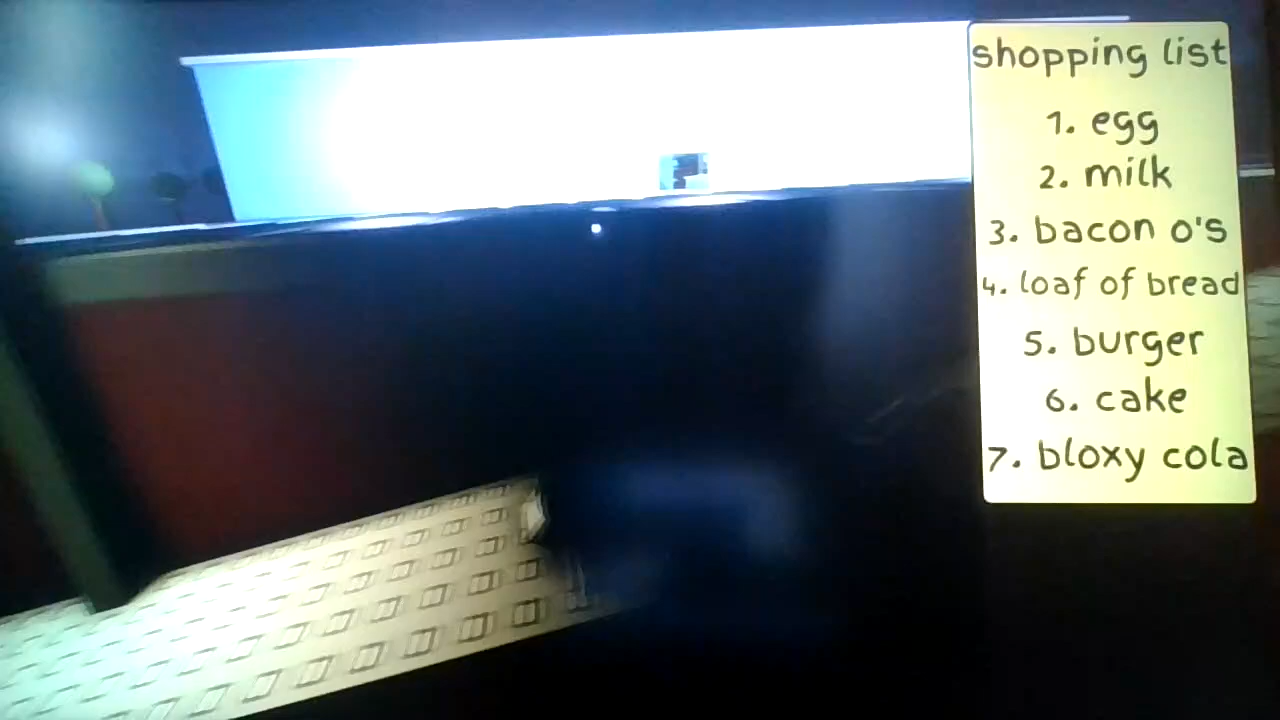 shopping list
1. egg
2. milk
3. bacon o's
4. loaf of bread
5. burger
6. cake
7. bloxy cola